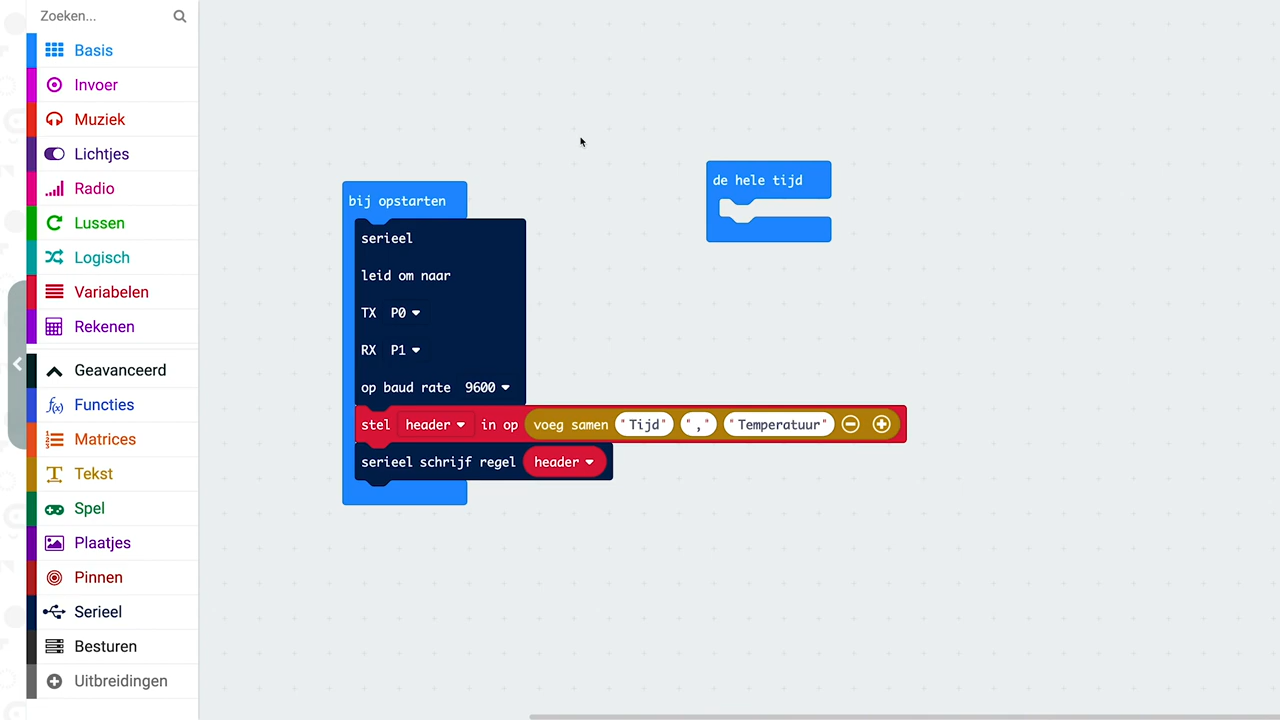 Zoeken...
Basis
Invoer
Muziek
Lichtjes
Radio
Lussen
Logisch
Variabelen
Rekenen
Geavanceerd
f(x) Functies
Matrices
Tekst
Spel
Plaatjes
Pinnen
Serieel
Besturen
Uitbreidingen
bij opstarten
serieel
leid om naar
TX P0
RX P1
op baud rate 9600
stel header in op voeg samen "Tijd" "," "Temperatuur"
serieel schrijf regel header
de hele tijd